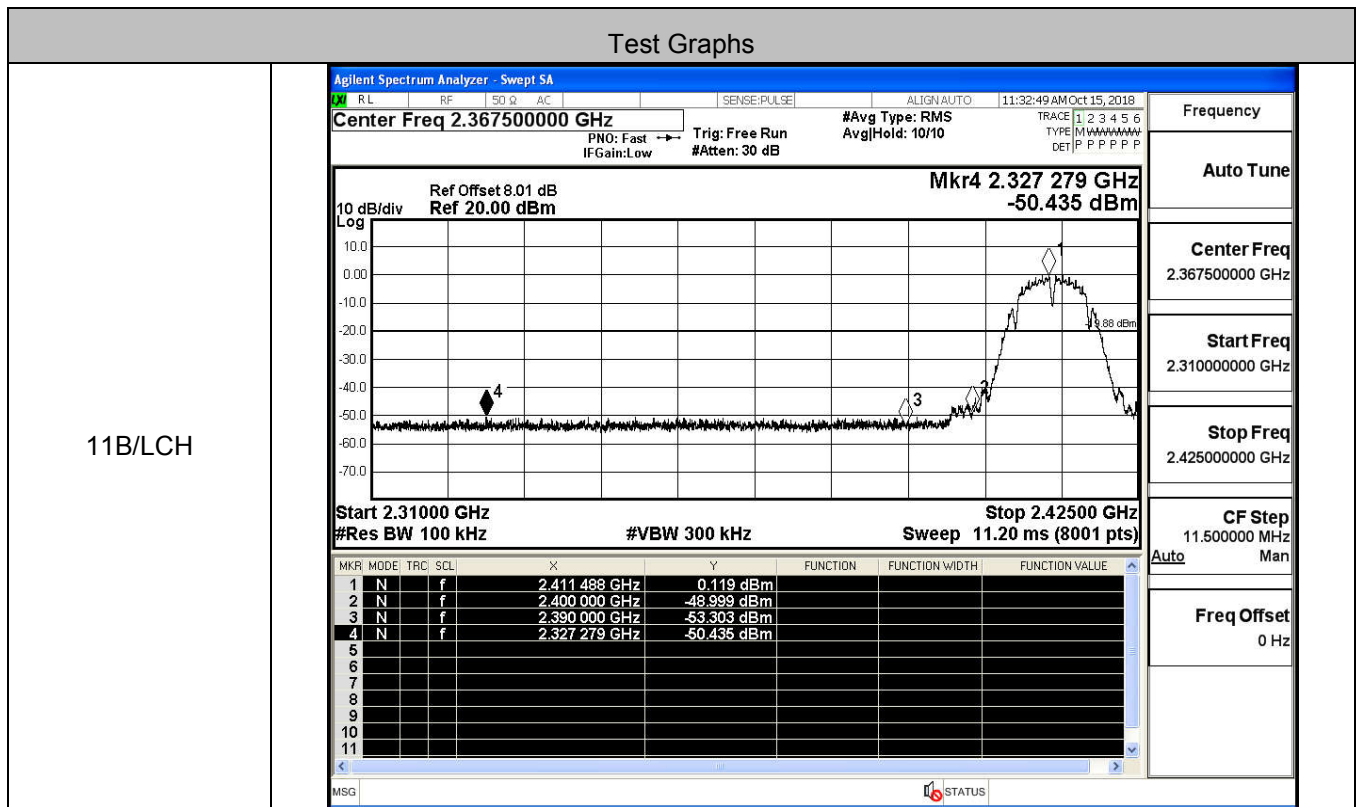 Test Graphs
11B/LCH
Agilent Spectrum Analyzer - Swept SA
LXI RL RF 50 Ω AC SENSE:PULSE ALIGN AUTO 11:32:49 AM Oct 15, 2018
Center Freq 2.367500000 GHz
PNO: Fast
IFGain:Low
Trig: Free Run
#Atten: 30 dB
#Avg Type: RMS
Avg|Hold: 10/10
TRACE 1 2 3 4 5 6
TYPE M W W W W W
DET P P P P P P
Mkr4 2.327 279 GHz
-50.435 dBm
Ref Offset 8.01 dB
10 dB/div Ref 20.00 dBm
Log
10.0
0.00
-10.0
-20.0
-30.0
-40.0
-50.0
-60.0
-70.0
1
3
4
Start 2.31000 GHz Stop 2.42500 GHz
#Res BW 100 kHz #VBW 300 kHz Sweep 11.20 ms (8001 pts)
MKR MODE TRC SCL X Y FUNCTION FUNCTION WIDTH FUNCTION VALUE
1 N f 2.411 488 GHz 0.119 dBm
2 N f 2.400 000 GHz -48.999 dBm
3 N f 2.390 000 GHz -53.303 dBm
4 N f 2.327 279 GHz -50.435 dBm
5
6
7
8
9
10
11
MSG STATUS
Frequency
Auto Tune
Center Freq
2.367500000 GHz
Start Freq
2.310000000 GHz
Stop Freq
2.425000000 GHz
CF Step
11.500000 MHz
Auto Man
Freq Offset
0 Hz